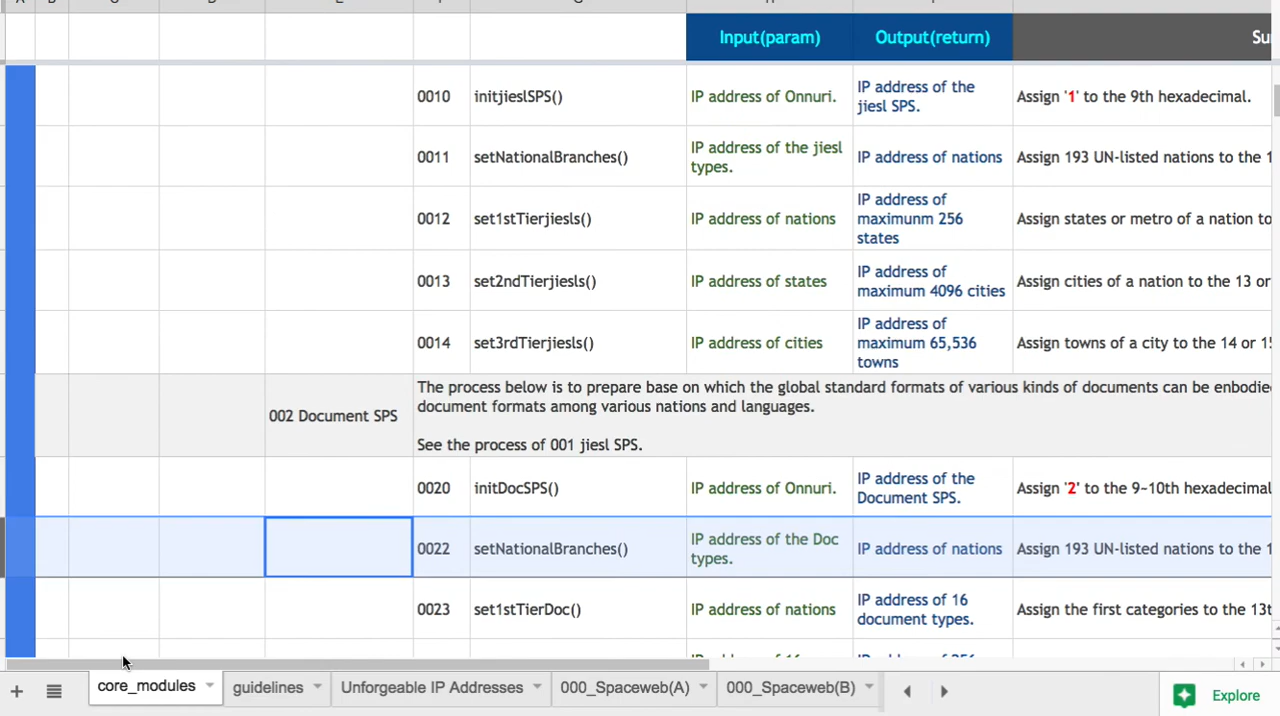 Input(param) Output(return) Su
0010 initjieslSPS() IP address of Onnuri. IP address of the
jiesl SPS. Assign '1' to the 9th hexadecimal.
0011 setNationalBranches() IP address of the jiesl
types. IP address of nations Assign 193 UN-listed nations to the 1
0012 set1stTierjiesls() IP address of nations IP address of
maximunm 256
states Assign states or metro of a nation to
0013 set2ndTierjiesls() IP address of states IP address of
maximum 4096 cities Assign cities of a nation to the 13 or
0014 set3rdTierjiesls() IP address of cities IP address of
maximum 65,536
towns Assign towns of a city to the 14 or 15
002 Document SPS
The process below is to prepare base on which the global standard formats of various kinds of documents can be enbodie
document formats among various nations and languages.
See the process of 001 jiesl SPS.
0020 initDocSPS() IP address of Onnuri. IP address of the
Document SPS. Assign '2' to the 9~10th hexadecimal
0022 setNationalBranches() IP address of the Doc
types. IP address of nations Assign 193 UN-listed nations to the 1
0023 set1stTierDoc() IP address of nations IP address of 16
document types. Assign the first categories to the 13t
core_modules guidelines Unforgeable IP Addresses 000_Spaceweb(A) 000_Spaceweb(B) Explore